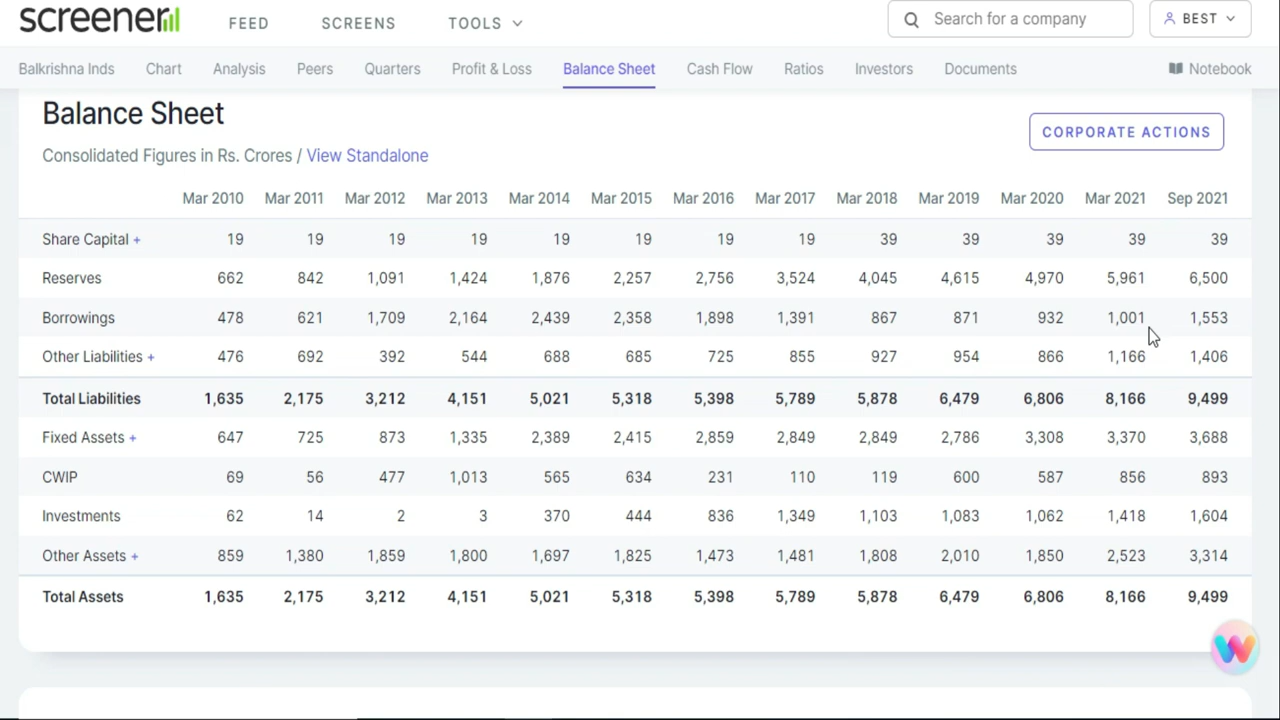 screener FEED SCREENS TOOLS Search for a company BEST
Balkrishna Inds Chart Analysis Peers Quarters Profit & Loss Balance Sheet Cash Flow Ratios Investors Documents Notebook
Balance Sheet
CORPORATE ACTIONS
Consolidated Figures in Rs. Crores / View Standalone
Mar 2010 Mar 2011 Mar 2012 Mar 2013 Mar 2014 Mar 2015 Mar 2016 Mar 2017 Mar 2018 Mar 2019 Mar 2020 Mar 2021 Sep 2021
Share Capital + 19 19 19 19 19 19 19 19 39 39 39 39 39
Reserves 662 842 1,091 1,424 1,876 2,257 2,756 3,524 4,045 4,615 4,970 5,961 6,500
Borrowings 478 621 1,709 2,164 2,439 2,358 1,898 1,391 867 871 932 1,001 1,553
Other Liabilities + 476 692 392 544 688 685 725 855 927 954 866 1,166 1,406
Total Liabilities 1,635 2,175 3,212 4,151 5,021 5,318 5,398 5,789 5,878 6,479 6,806 8,166 9,499
Fixed Assets + 647 725 873 1,335 2,389 2,415 2,859 2,849 2,849 2,786 3,308 3,370 3,688
CWIP 69 56 477 1,013 565 634 231 110 119 600 587 856 893
Investments 62 14 2 3 370 444 836 1,349 1,103 1,083 1,062 1,418 1,604
Other Assets + 859 1,380 1,859 1,800 1,697 1,825 1,473 1,481 1,808 2,010 1,850 2,523 3,314
Total Assets 1,635 2,175 3,212 4,151 5,021 5,318 5,398 5,789 5,878 6,479 6,806 8,166 9,499
W